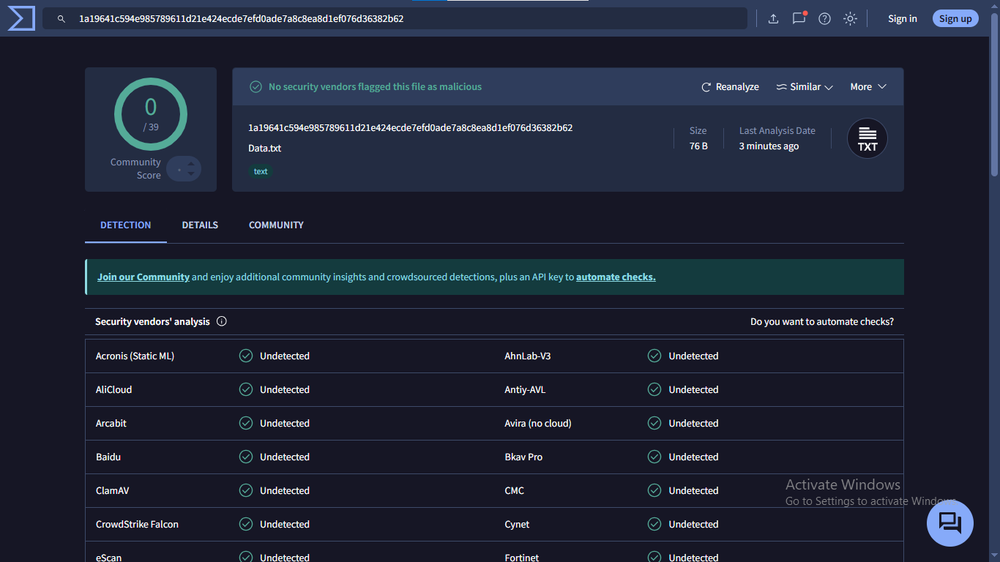 1a19641c594e985789611d21e424ecde7efd0ade7a8c8ea8d1ef076d36382b62
Sign in
Sign up
0
/ 39
Community
Score
No security vendors flagged this file as malicious
Reanalyze
Similar
More
1a19641c594e985789611d21e424ecde7efd0ade7a8c8ea8d1ef076d36382b62
Data.txt
text
Size
76 B
Last Analysis Date
3 minutes ago
TXT
DETECTION
DETAILS
COMMUNITY
Join our Community and enjoy additional community insights and crowdsourced detections, plus an API key to automate checks.
Security vendors' analysis
Do you want to automate checks?
Acronis (Static ML) Undetected AhnLab-V3 Undetected
AliCloud Undetected Antiy-AVL Undetected
Arcabit Undetected Avira (no cloud) Undetected
Baidu Undetected Bkav Pro Undetected
ClamAV Undetected CMC Undetected
CrowdStrike Falcon Undetected Cynet Undetected
eScan Undetected Fortinet Undetected
Activate Windows
Go to Settings to activate Windows.